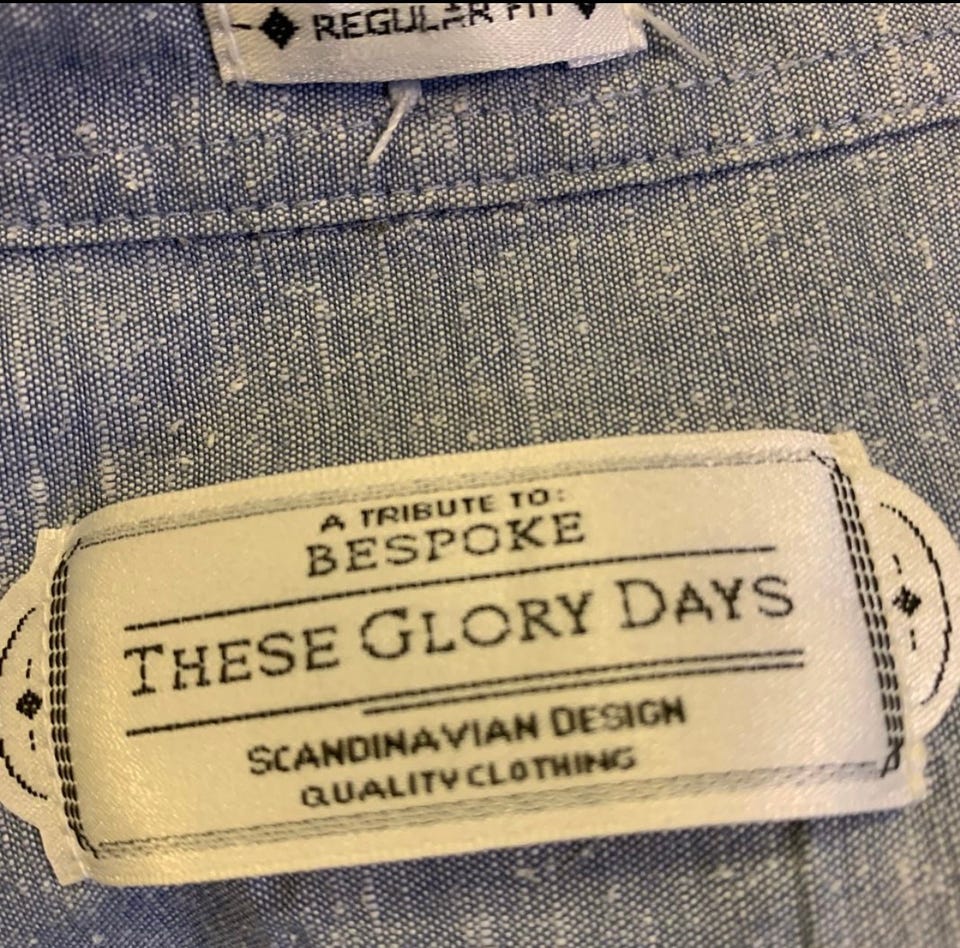 REGULAR FIT
A TRIBUTE TO:
BESPOKE
THESE GLORY DAYS
SCANDINAVIAN DESIGN
QUALITY CLOTHING